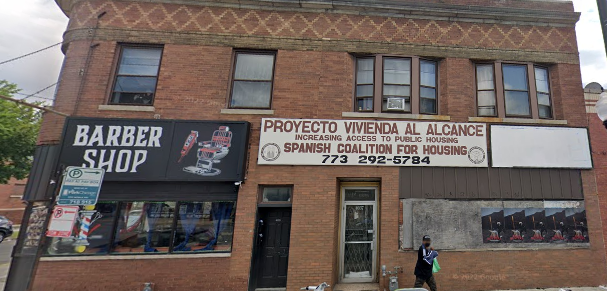 BARBER
SHOP
PROYECTO VIVIENDA AL ALCANCE
INCREASING ACCESS TO PUBLIC HOUSING
SPANISH COALITION FOR HOUSING
773 292-5784